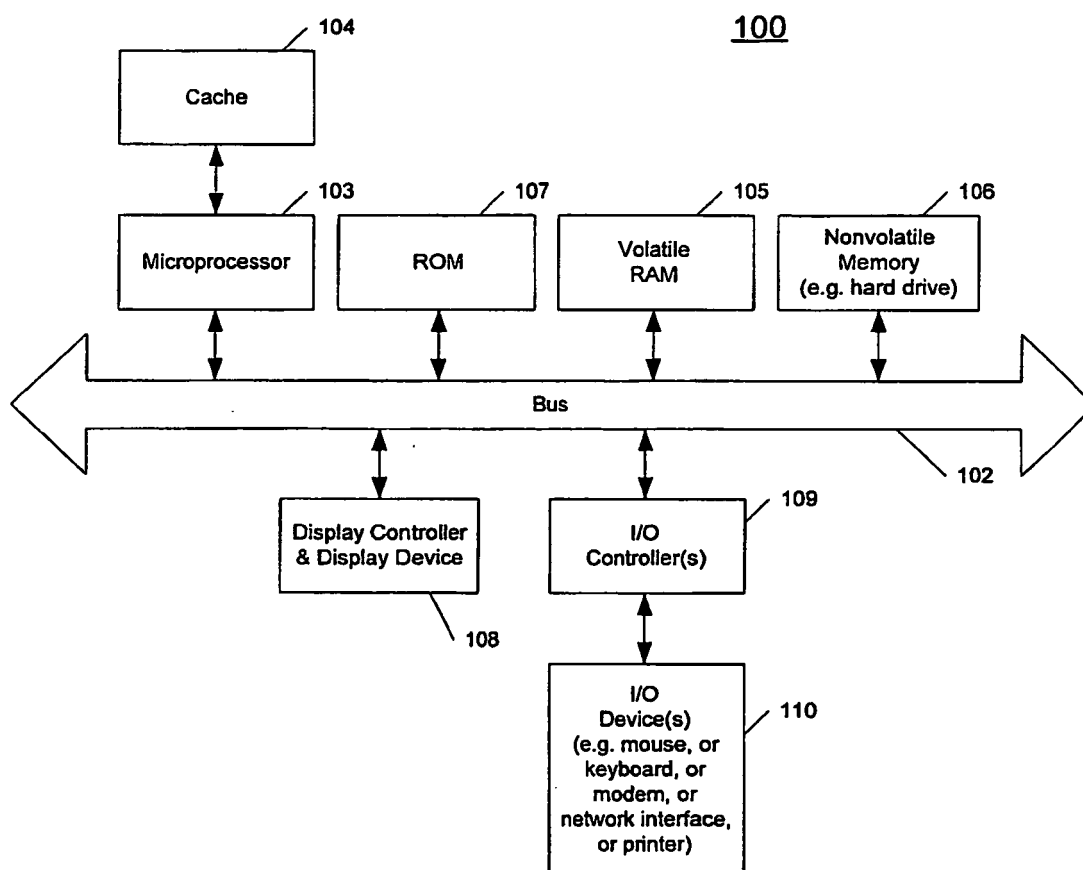 100
104
Cache
103
Microprocessor
107
ROM
105
Volatile
RAM
106
Nonvolatile
Memory
(e.g. hard drive)
Bus
102
Display Controller
& Display Device
108
109
I/O
Controller(s)
110
I/O
Device(s)
(e.g. mouse, or
keyboard, or
modem, or
network interface,
or printer)